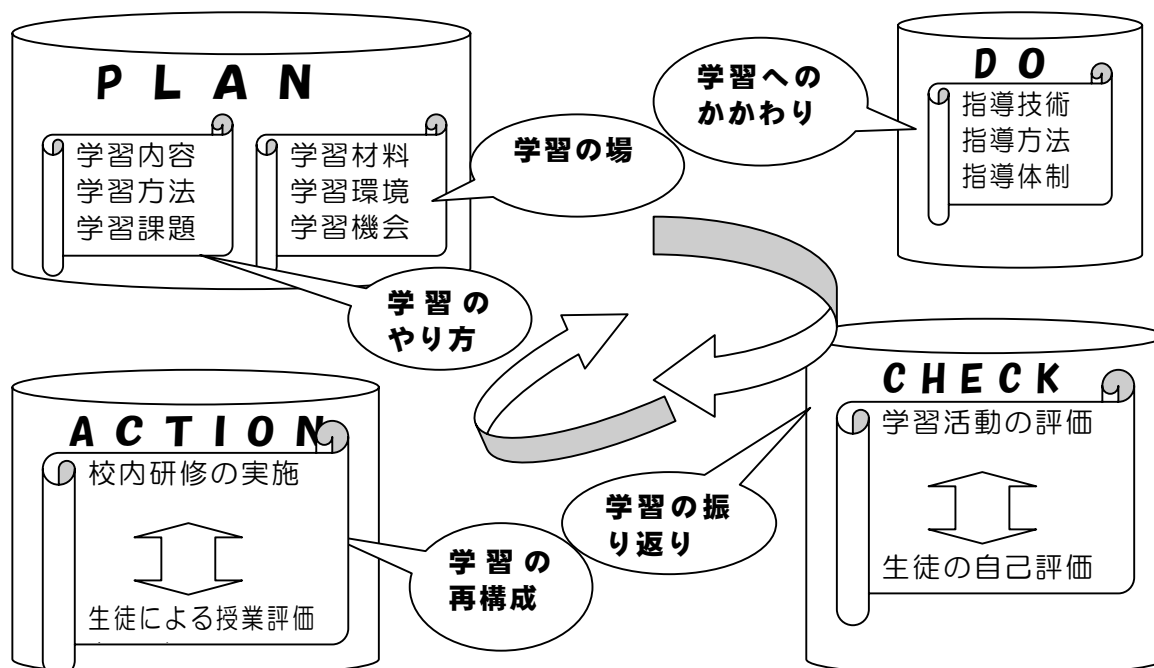 PLAN
学習内容
学習方法
学習課題
学習材料
学習環境
学習機会
学習の場
学習の
やり方
学習への
かかわり
DO
指導技術
指導方法
指導体制
CHECK
学習活動の評価
生徒の自己評価
学習の振
り返り
ACTION
校内研修の実施
生徒による授業評価
学習の
再構成